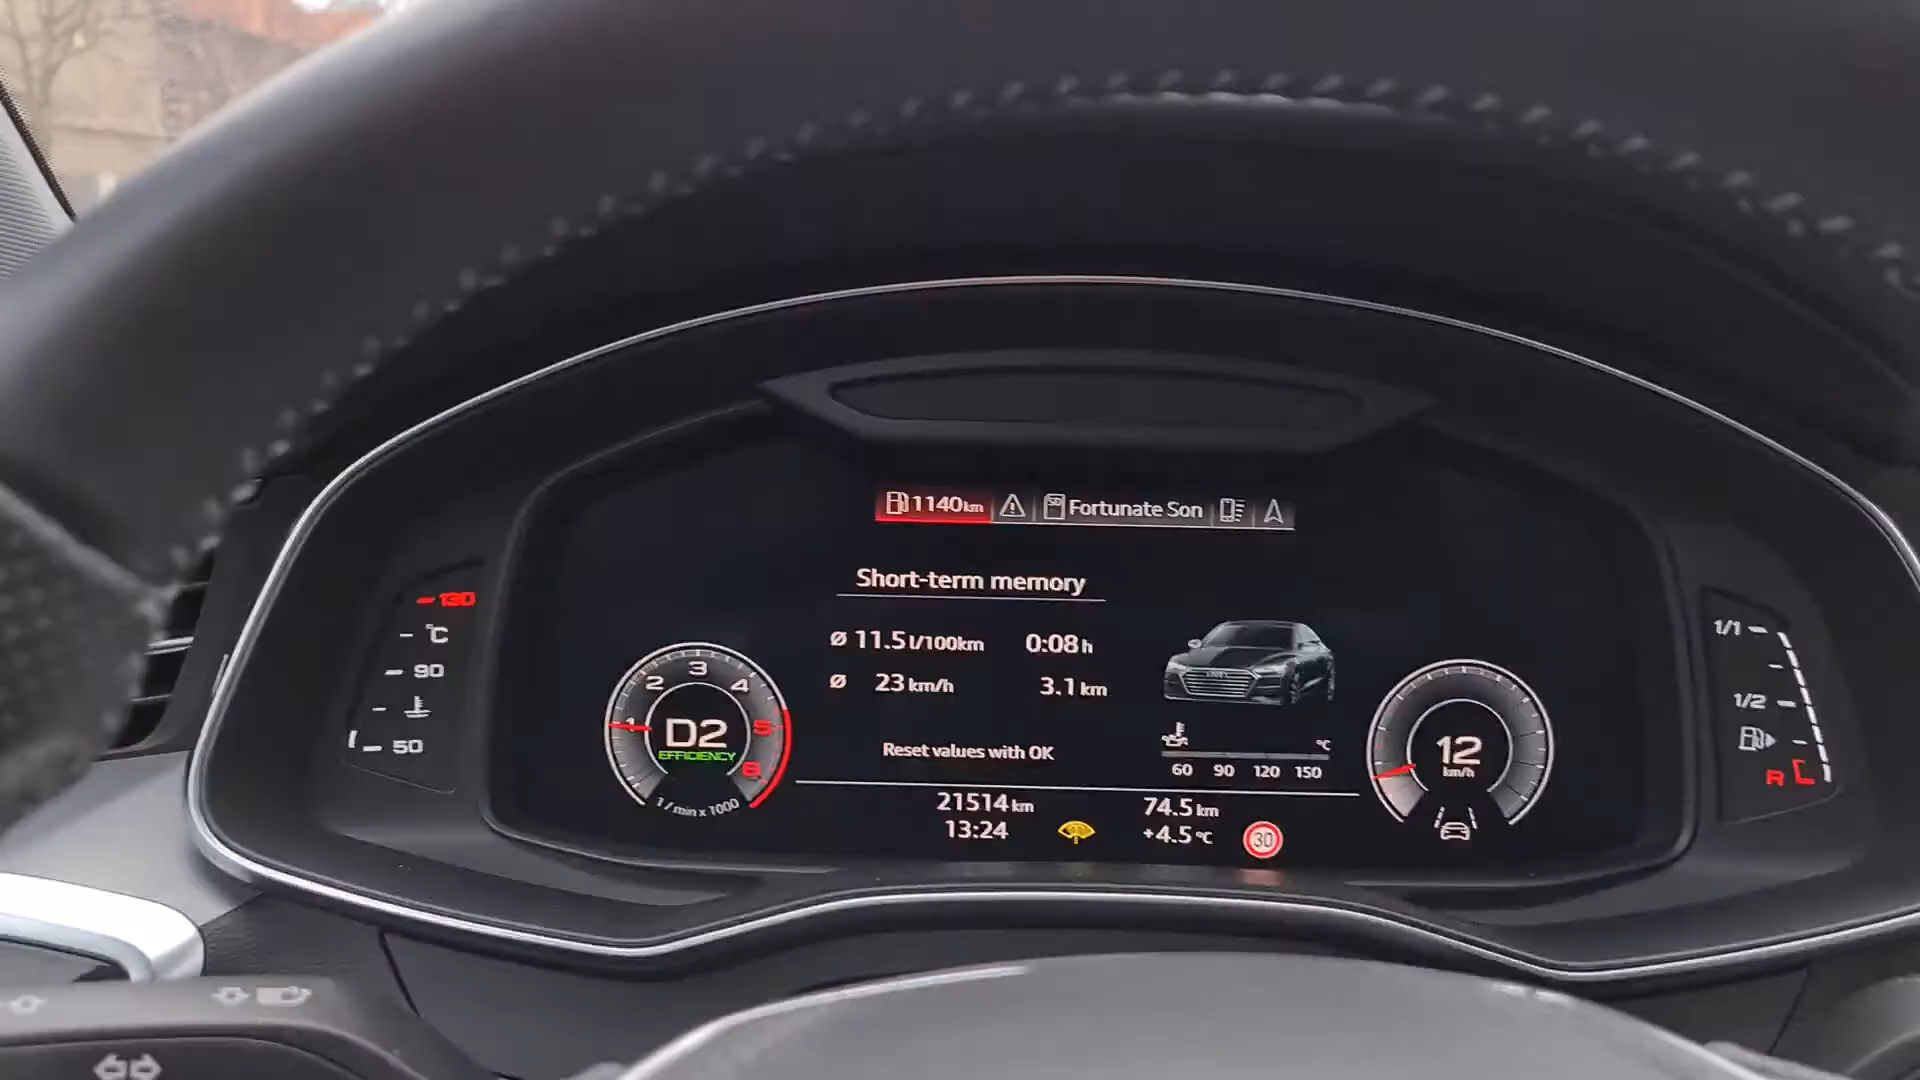 1140 km Fortunate Son
Short-term memory
ø 11.5 l/100km 0:08 h
ø 23 km/h 3.1 km
Reset values with OK
21514 km 74.5 km
13:24 +4.5 °C 30
130
°C
90
50
1 2 3 4 5 6
D2
EFFICIENCY
1 / min x 1000
°C
60 90 120 150
12
km/h
1/1
1/2
R